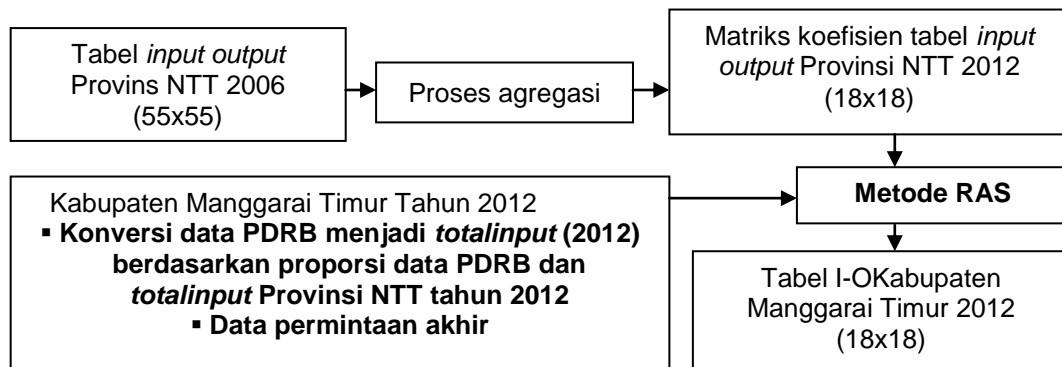 Tabel input output
Provins NTT 2006
(55x55)
Proses agregasi
Matriks koefisien tabel input
output Provinsi NTT 2012
(18x18)
Kabupaten Manggarai Timur Tahun 2012
▪ Konversi data PDRB menjadi totalinput (2012)
berdasarkan proporsi data PDRB dan
totalinput Provinsi NTT tahun 2012
▪ Data permintaan akhir
Metode RAS
Tabel I-OKabupaten
Manggarai Timur 2012
(18x18)